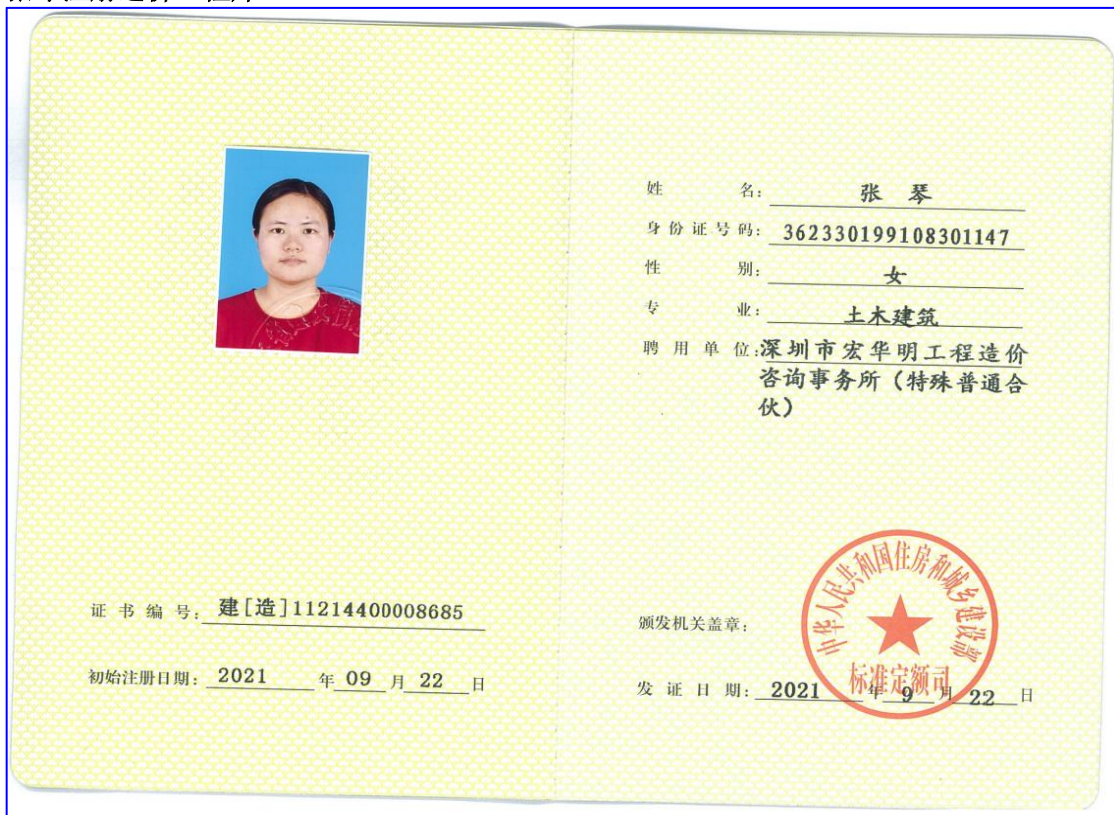 证 书 编 号: 建[造]11214400008685
初始注册日期: 2021 年 09 月 22 日
姓 名: 张 琴
身 份 证 号 码: 362330199108301147
性 别: 女
专 业: 土木建筑
聘 用 单 位: 深圳市宏华明工程造价
咨询事务所（特殊普通合
伙）
中华人民共和国住房和城乡建设部
标准定额司
颁发机关盖章:
发 证 日 期: 2021 年 9 月 22 日